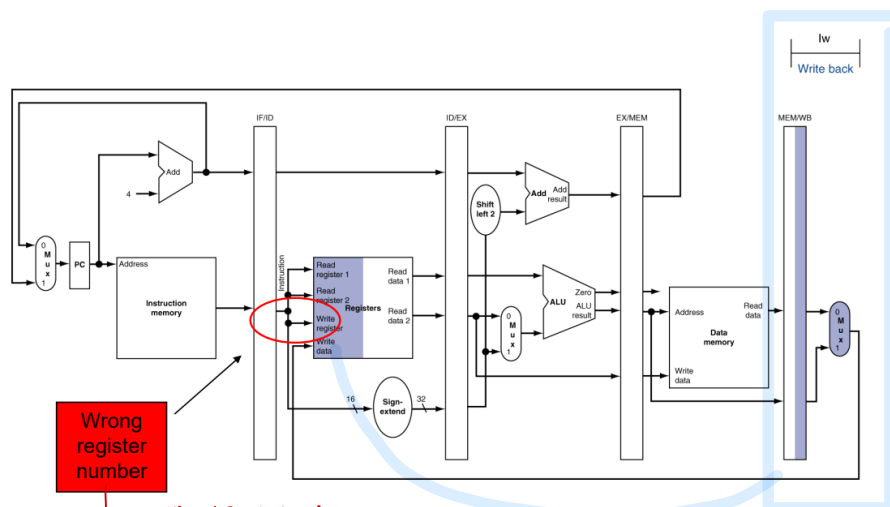 lw
Write back
IF/ID
ID/EX
EX/MEM
MEM/WB
Add
4
Add
Add
result
Shift
left 2
0
M
u
x
1
PC
Address
Instruction
memory
Instruction
Read
register 1
Read
register 2
Write
register
Write
data
Registers
Read
data 1
Read
data 2
0
M
u
x
1
ALU
Zero
ALU
result
Address
Write
data
Read
data
Data
memory
0
M
u
x
1
16
Sign-
extend
32
Wrong
register
number